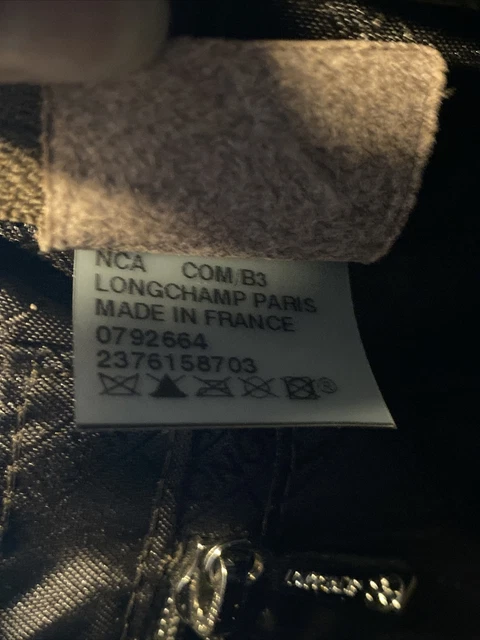 NCA COM/B3
LONGCHAMP PARIS
MADE IN FRANCE
0792664
2376158703